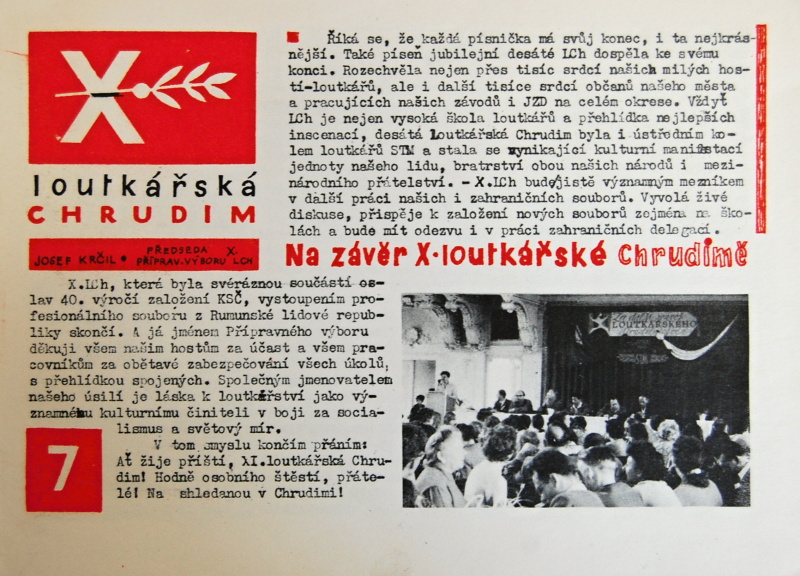 X
loutkářská
CHRUDIM
JOSEF KRČIL • PŘEDSEDA X.
PŘÍPRAV. VÝBORU LCH
Říká se, že každá písnička má svůj konec, i ta nejkrás-
nější. Také píseň jubilejní desáté LCh dospěla ke svému
konci. Rozechvěla nejen přes tisíc srdcí našich milých hos-
tí-loutkářů, ale i další tisíce srdcí občanů našeho města
a pracujících našich závodů i JZD na celém okrese. Vždyť
LCh je nejen vysoká škola loutkářů a přehlídka nejlepších
inscenací, desátá loutkářská Chrudim byla i ústředním ko-
lem loutkářů STM a stala se vynikající kulturní manifestací
jednoty našeho lidu, bratrství obou našich národů i mezi-
národního přátelství. - X.LCh bude jistě významným mezníkem
v další práci našich i zahraničních souborů. Vyvolá živé
diskuse, přispěje k založení nových souborů zejména na ško-
lách a bude mít odezvu i v práci zahraničních delegací.
Na závěr X. loutkářské Chrudimě
X.LCh, která byla svéráznou součástí os-
lav 40. výročí založení KSČ, vystoupením pro-
fesionálního souboru z Rumunské lidové repub-
liky skončí. A já jménem Přípravného výboru
děkuji všem našim hostům za účast a všem pra-
covníkům za obětavé zabezpečování všech úkolů,
s přehlídkou spojených. Společným jmenovatelem
našeho úsilí je láska k loutkářství jako vý-
znamnému kulturnímu činiteli v boji za socia-
lismus a světový mír.
V tom smyslu končím přáním:
Ať žije příští, XI.loutkářská Chru-
dim! Hodně osobního štěstí, přáte-
lé! Na shledanou v Chrudimi!
7
LOUTKÁŘSKÉHO